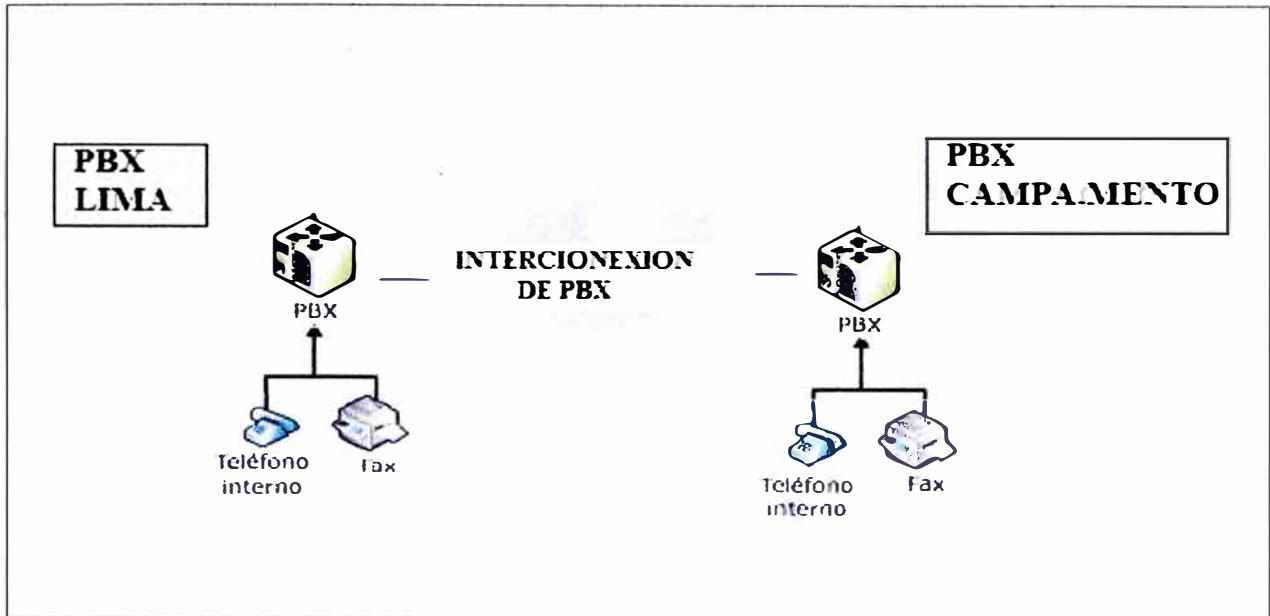 PBX
LIMA
PBX
CAMPAMENTO
INTERCIONEXION
DE PBX
PBX
PBX
Teléfono
interno
Fax
Teléfono
interno
Fax